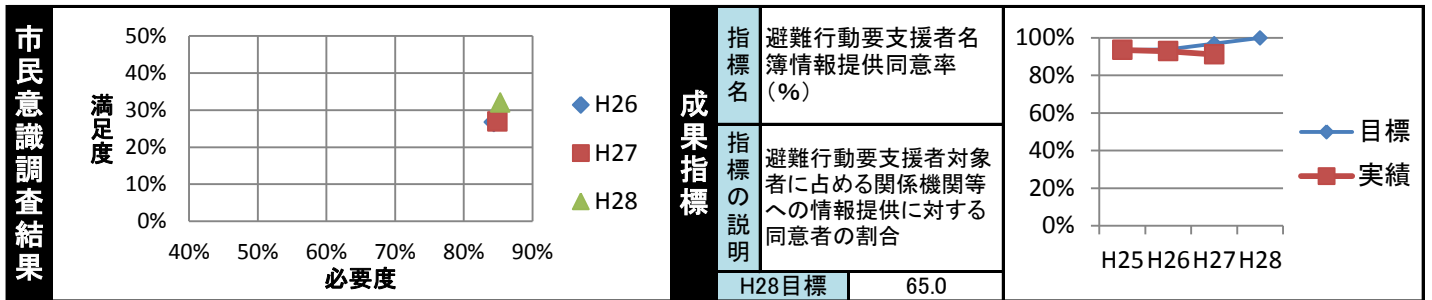 市民意識調査結果
満足度
50%
40%
30%
20%
10%
0%
40% 50% 60% 70% 80% 90%
必要度
H26
H27
H28
成果指標
指標名
避難行動要支援者名
簿情報提供同意率
(%)
指標の説明
避難行動要支援者対象
者に占める関係機関等
への情報提供に対する
同意者の割合
H28目標 65.0
100%
80%
60%
40%
20%
0%
H25 H26 H27 H28
目標
実績